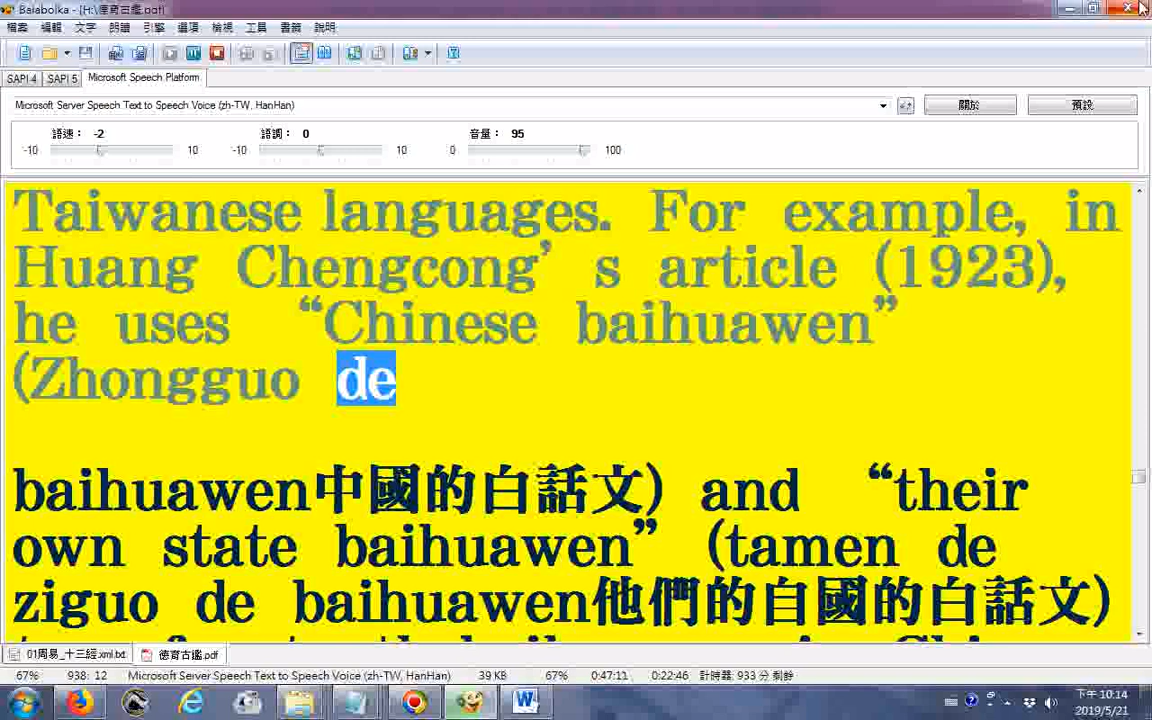 Balabolka - [H:\德育古鑑.pdf]
檔案 編輯 文字 朗讀 引擎 選項 檢視 工具 書籤 說明
SAPI 4 SAPI 5 Microsoft Speech Platform
Microsoft Server Speech Text to Speech Voice (zh-TW, HanHan) 關於 預設
語速： -2 語調： 0 音量： 95
-10 10 -10 10 0 100
Taiwanese languages. For example, in
Huang Chengcong’ s article (1923),
he uses “Chinese baihuawen”
(Zhongguo de
baihuawen中國的白話文) and “their
own state baihuawen” (tamen de
ziguo de baihuawen他們的自國的白話文)
01周易_十三經.xml.txt 德育古鑑.pdf
67% 938: 12 Microsoft Server Speech Text to Speech Voice (zh-TW, HanHan) 39 KB 67% 0:47:11 0:22:46 計時器: 933 分 剩餘
下午 10:14
2019/5/21